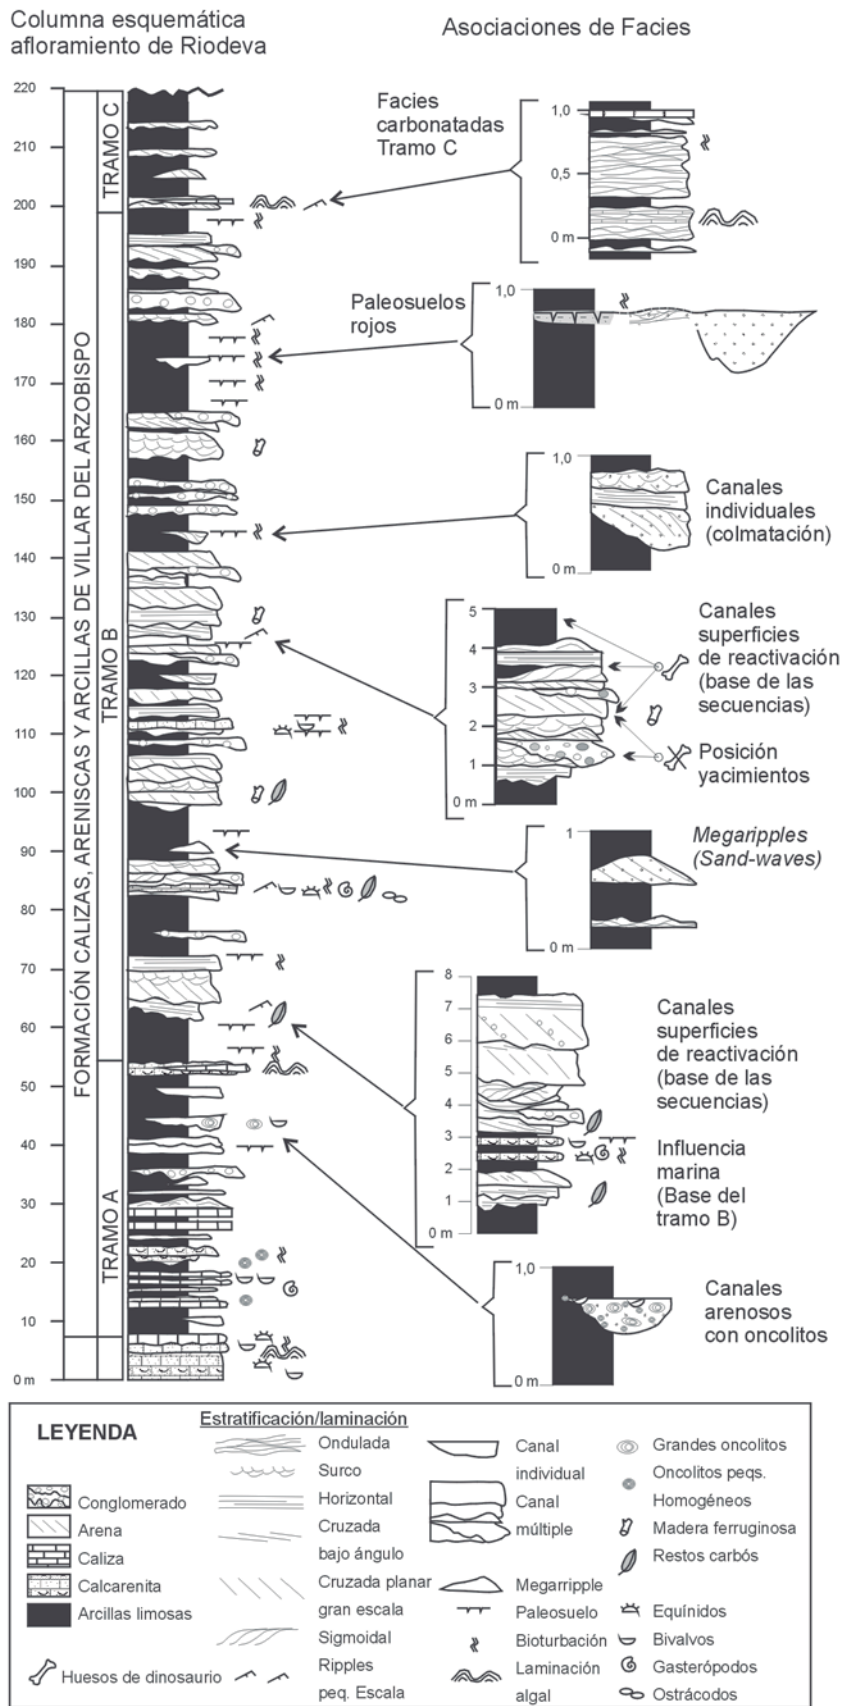 Columna esquemática
afloramiento de Riodeva
Asociaciones de Facies
220
210
200
190
180
170
160
150
140
130
120
110
100
90
80
70
60
50
40
30
20
10
0 m
FORMACIÓN CALIZAS, ARENISCAS Y ARCILLAS DE VILLAR DEL ARZOBISPO
TRAMO C
TRAMO B
TRAMO A
Facies
carbonatadas
Tramo C
1,0
0,5
0 m
Paleosuelos
rojos
1,0
0 m
1,0
0 m
Canales
individuales
(colmatación)
5
4
3
2
1
0 m
Canales
superficies
de reactivación
(base de las
secuencias)
Posición
yacimientos
1
0 m
Megaripples
(Sand-waves)
8
7
6
5
4
3
2
1
0 m
Canales
superficies
de reactivación
(base de las
secuencias)
Influencia
marina
(Base del
tramo B)
1,0
0 m
Canales
arenosos
con oncolitos
LEYENDA
Conglomerado
Arena
Caliza
Calcarenita
Arcillas limosas
Huesos de dinosaurio
Estratificación/laminación
Ondulada
Surco
Horizontal
Cruzada
bajo ángulo
Cruzada planar
gran escala
Sigmoidal
Ripples
peq. Escala
Canal
individual
Canal
múltiple
Megarripple
Paleosuelo
Bioturbación
Laminación
algal
Grandes oncolitos
Oncolitos peqs.
Homogéneos
Madera ferruginosa
Restos carbós
Equínidos
Bivalvos
Gasterópodos
Ostrácodos